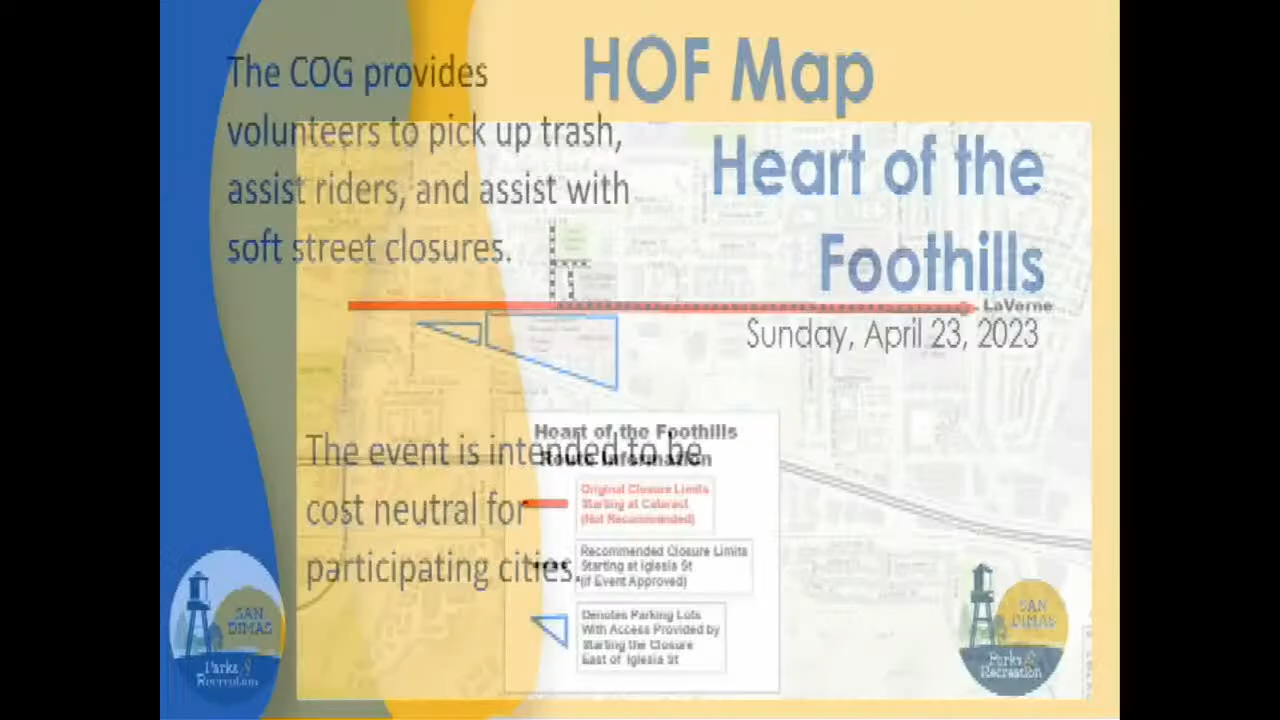 The COG provides
volunteers to pick up trash,
assist riders, and assist with
soft street closures.
HOF Map
Heart of the
Foothills
LaVerne
Sunday, April 23, 2023
The event is intended to be
cost neutral for
participating cities.
Heart of the Foothills
Route Information
Original Closure Limits
Starting at Cataract
(Not Recommended)
Recommended Closure Limits
Starting at Iglesia St
(if Event Approved)
Denotes Parking Lots
With Access Provided by
Starting the Closure
East of Iglesia St
SAN
DIMAS
Parks &
Recreation
SAN
DIMAS
Parks &
Recreation